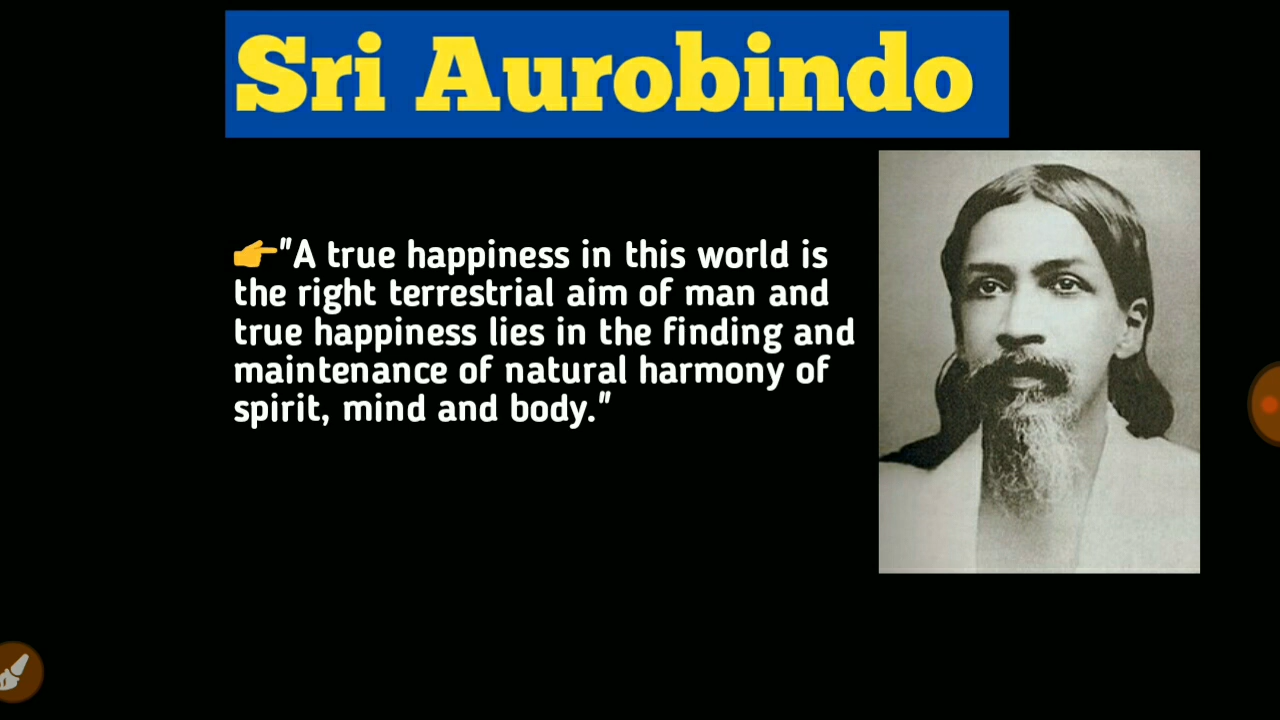 Sri Aurobindo
👉"A true happiness in this world is
the right terrestrial aim of man and
true happiness lies in the finding and
maintenance of natural harmony of
spirit, mind and body."